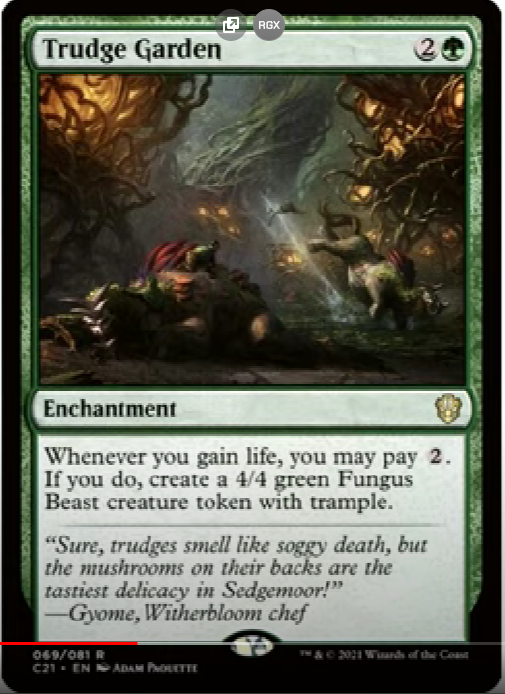 RGX
Trudge Garden
2
Enchantment
Whenever you gain life, you may pay 2.
If you do, create a 4/4 green Fungus
Beast creature token with trample.
“Sure, trudges smell like soggy death, but
the mushrooms on their backs are the
tastiest delicacy in Sedgemoor!”
—Gyome, Witherbloom chef
069/081 R
C21 • EN Adam Paquette
™ & © 2021 Wizards of the Coast